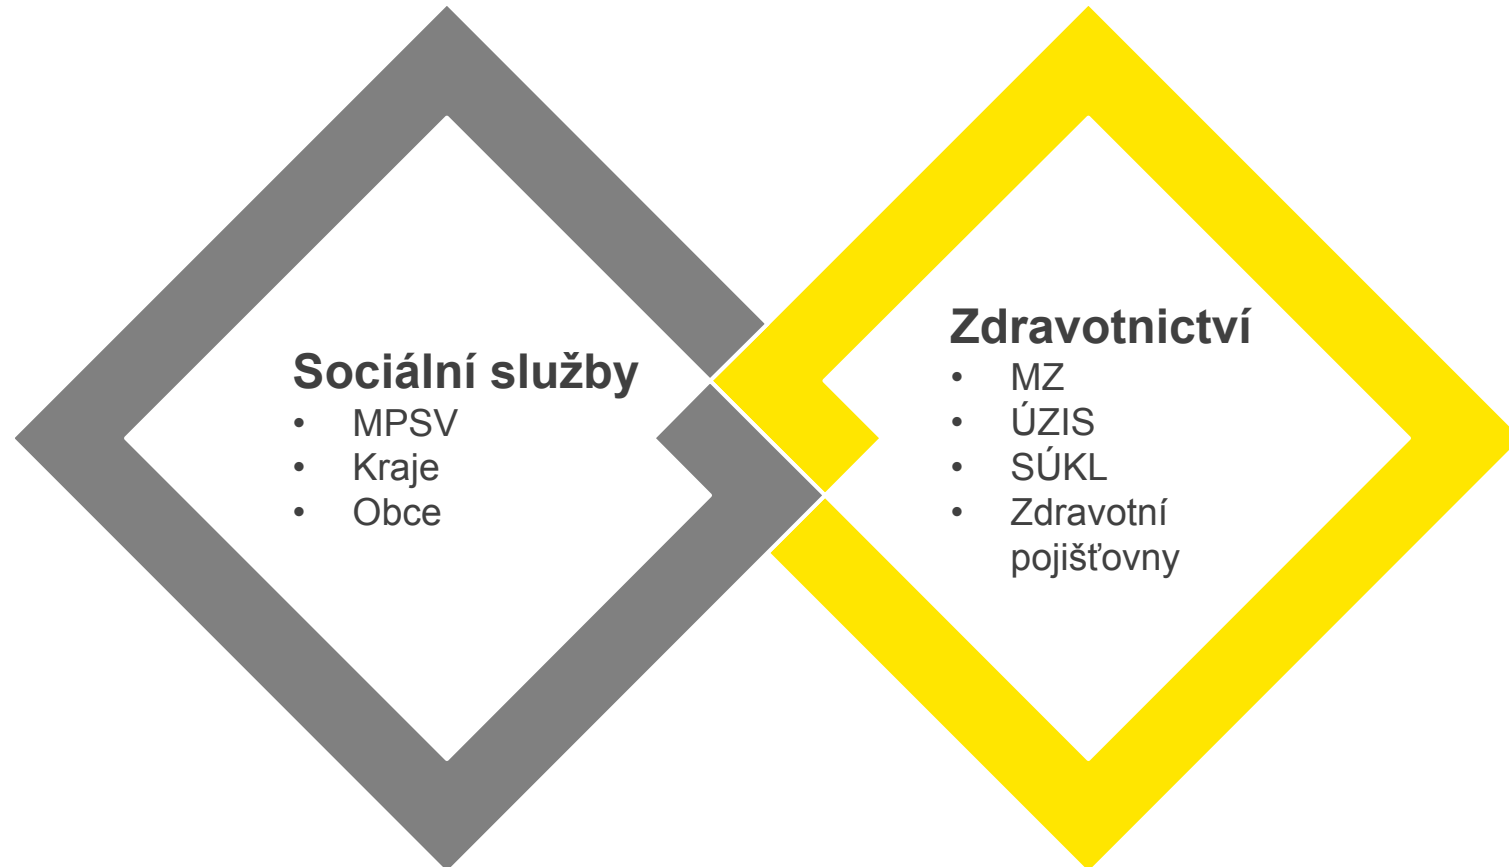 Sociální služby
• MPSV
• Kraje
• Obce
Zdravotnictví
• MZ
• ÚZIS
• SÚKL
• Zdravotní
pojišťovny